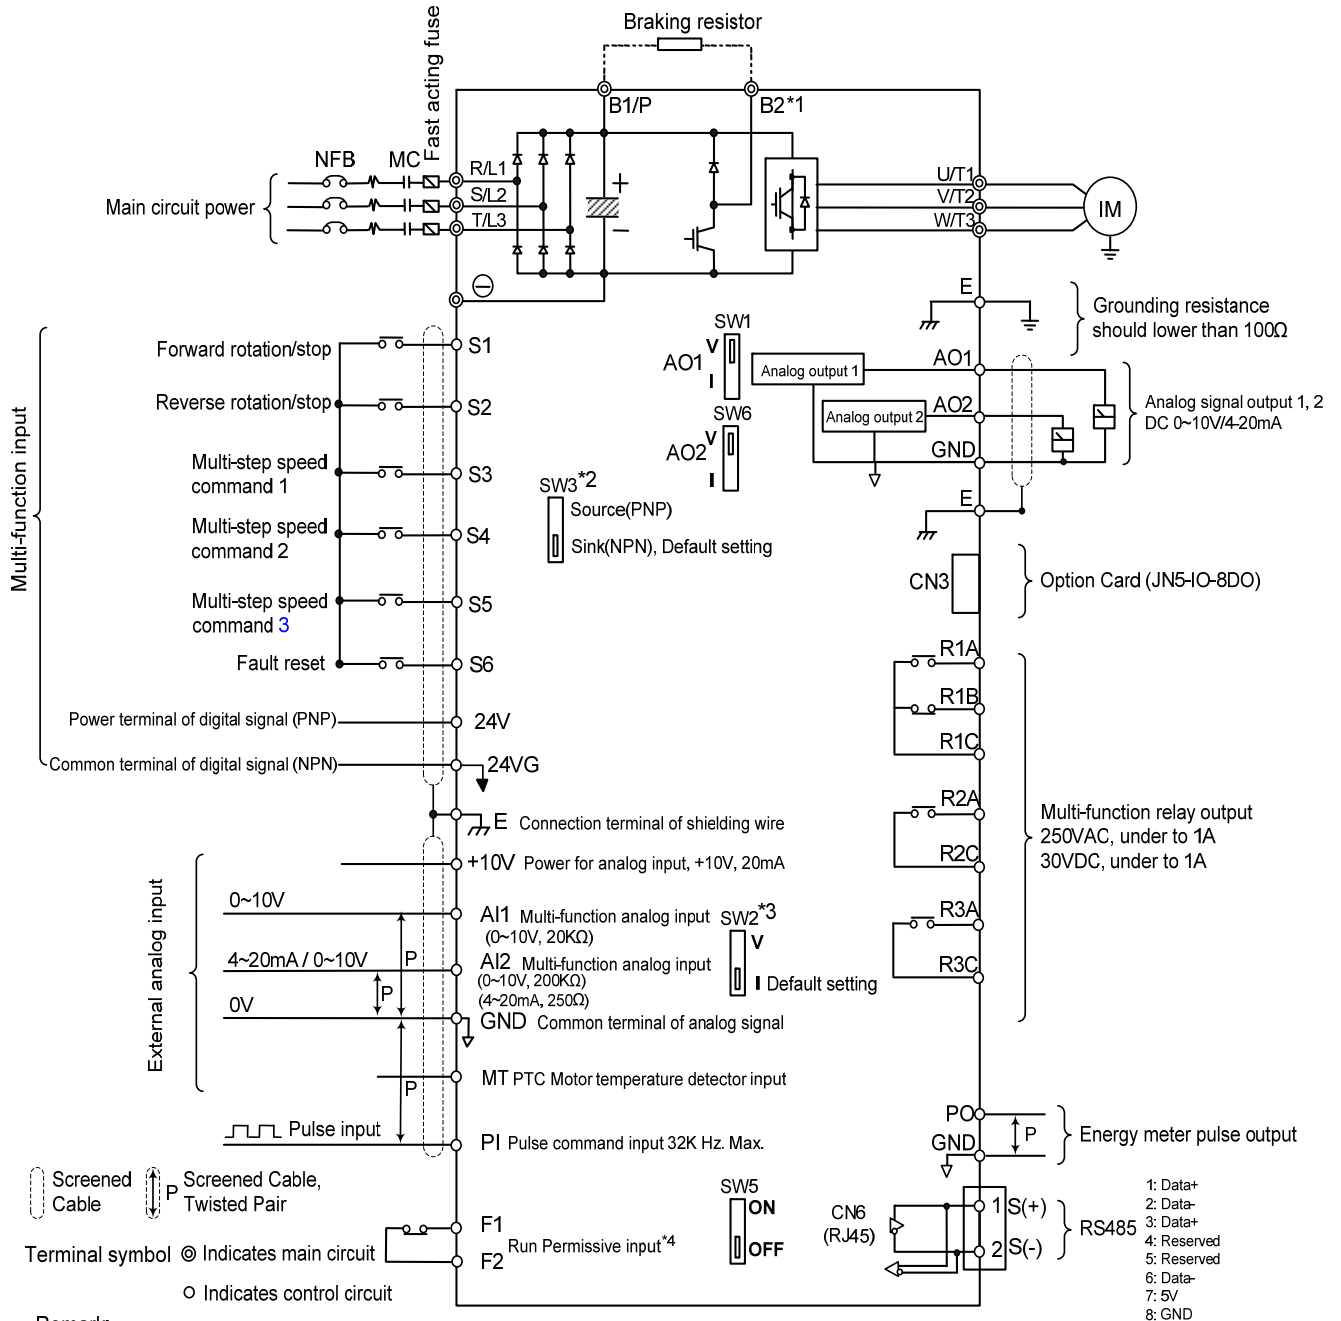 Braking resistor
Fast acting fuse
B1/P
B2*1
NFB
MC
R/L1
S/L2
T/L3
Main circuit power
+
−
U/T1
V/T2
W/T3
IM
E
Grounding resistance
should lower than 100Ω
Multi-function input
Forward rotation/stop
S1
Reverse rotation/stop
S2
Multi-step speed
command 1
S3
Multi-step speed
command 2
S4
Multi-step speed
command 3
S5
Fault reset
S6
Power terminal of digital signal (PNP)
24V
Common terminal of digital signal (NPN)
24VG
E Connection terminal of shielding wire
SW1
V
AO1
I
SW6
V
AO2
I
Analog output 1
AO1
Analog output 2
AO2
GND
E
Analog signal output 1, 2
DC 0~10V/4-20mA
SW3*2
Source(PNP)
Sink(NPN), Default setting
CN3
Option Card (JN5-IO-8DO)
R1A
R1B
R1C
R2A
R2C
R3A
R3C
Multi-function relay output
250VAC, under to 1A
30VDC, under to 1A
External analog input
+10V Power for analog input, +10V, 20mA
0~10V
AI1 Multi-function analog input
(0~10V, 20KΩ)
4~20mA / 0~10V
P
AI2 Multi-function analog input
(0~10V, 200KΩ)
(4~20mA, 250Ω)
P
0V
GND Common terminal of analog signal
SW2*3
V
I Default setting
MT PTC Motor temperature detector input
P
Pulse input
PI Pulse command input 32K Hz. Max.
PO
GND
P
Energy meter pulse output
Screened
Cable
P
Screened Cable,
Twisted Pair
Terminal symbol
Indicates main circuit
Indicates control circuit
F1
F2
Run Permissive input*4
SW5
ON
OFF
CN6
(RJ45)
1
S(+)
2
S(-)
RS485
1: Data+
2: Data-
3: Data+
4: Reserved
5: Reserved
6: Data-
7: 5V
8: GND